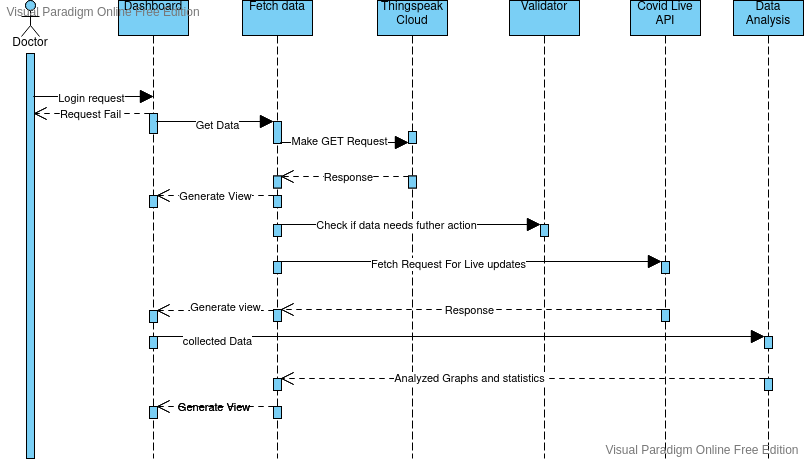 Visual Paradigm Online Free Edition
Dashboard
Fetch data
Thingspeak
Cloud
Validator
Covid Live
API
Data
Analysis
Doctor
Login request
Request Fail
Get Data
Make GET Request
Response
Generate View
Check if data needs futher action
Fetch Request For Live updates
Generate view
Response
collected Data
Analyzed Graphs and statistics
Generate View
Visual Paradigm Online Free Edition